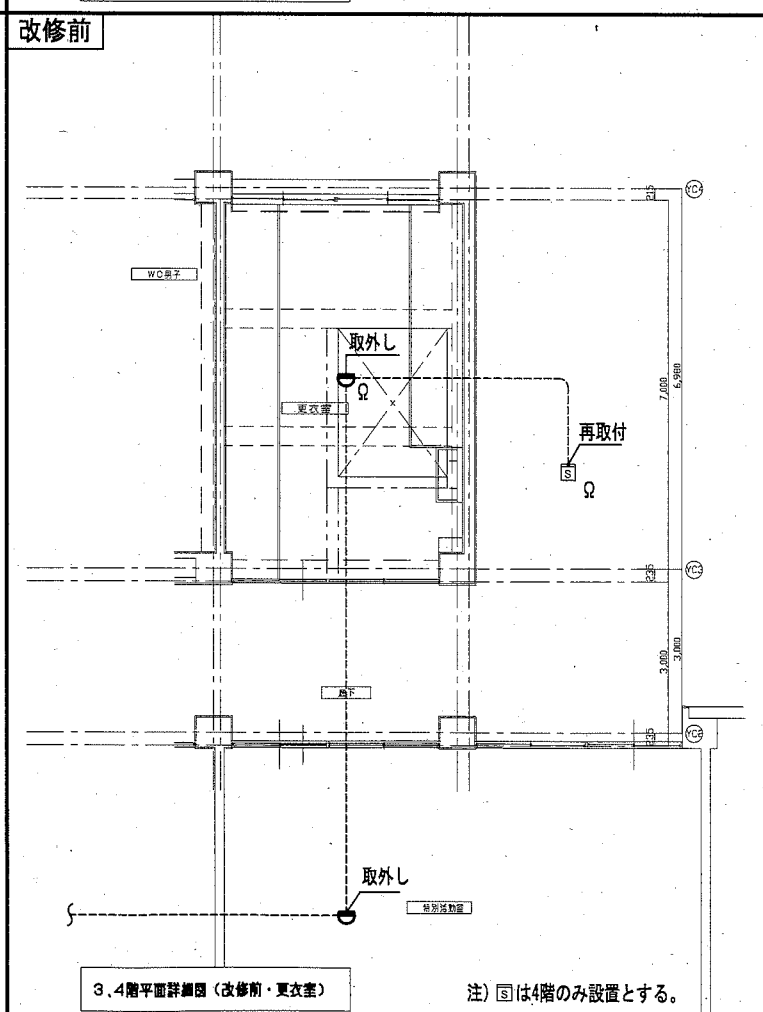 改修前
215
YC4
WC男子
取外し
Ω
更衣室
7,000
6,980
再取付
S
Ω
235
YC3
3,000
3,000
廊下
235
YC2
取外し
特別活動室
3,4階平面詳細図(改修前・更衣室)
注)Sは4階のみ設置とする。